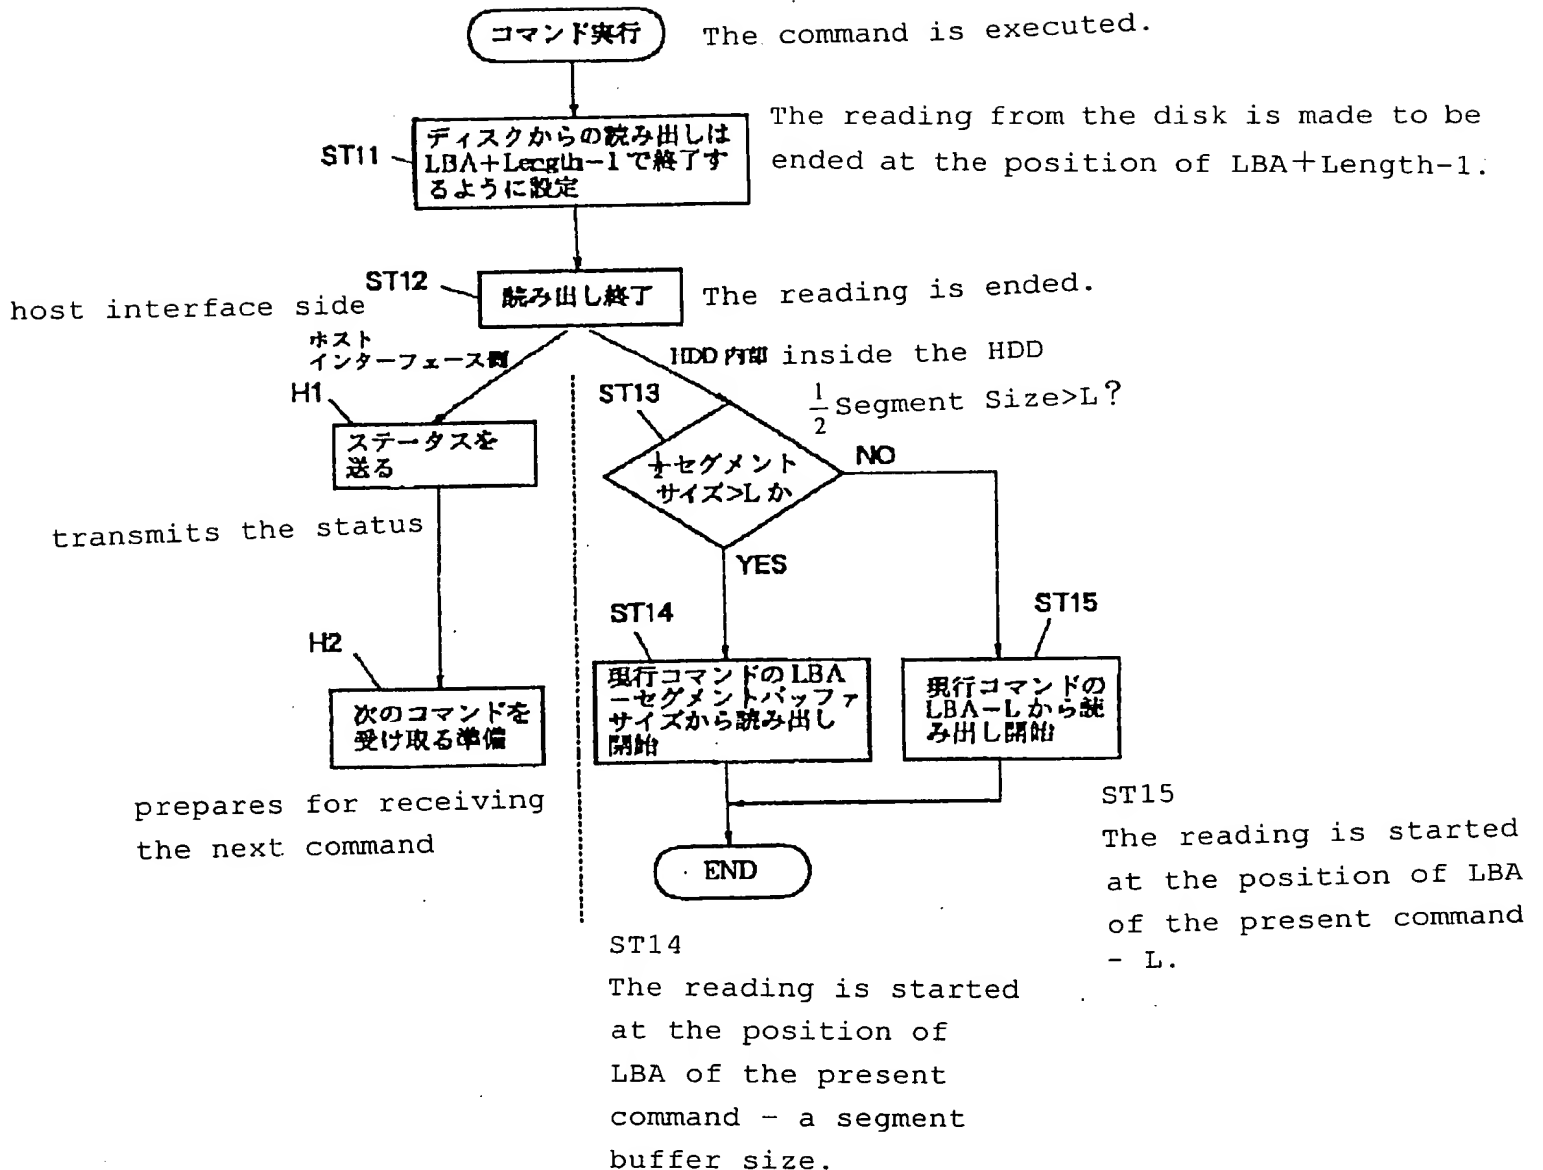 コマンド実行
The command is executed.
ST11
ディスクからの読み出しは
LBA+Length-1で終了す
るように設定
The reading from the disk is made to be
ended at the position of LBA+Length-1.
ST12
読み出し終了
The reading is ended.
host interface side
ホスト
インターフェース側
HDD内部
inside the HDD
H1
ステータスを
送る
transmits the status
ST13
1/2セグメント
サイズ>Lか
1/2 Segment Size>L?
NO
YES
H2
次のコマンドを
受け取る準備
prepares for receiving
the next command
ST14
現行コマンドのLBA
−セグメントバッファ
サイズから読み出し
開始
ST15
現行コマンドの
LBA−Lから読
み出し開始
END
ST15
The reading is started
at the position of LBA
of the present command
- L.
ST14
The reading is started
at the position of
LBA of the present
command − a segment
buffer size.